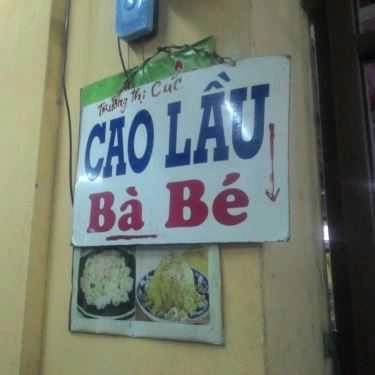 Trương Thị Cúc
CAO LẦU
Bà Bé